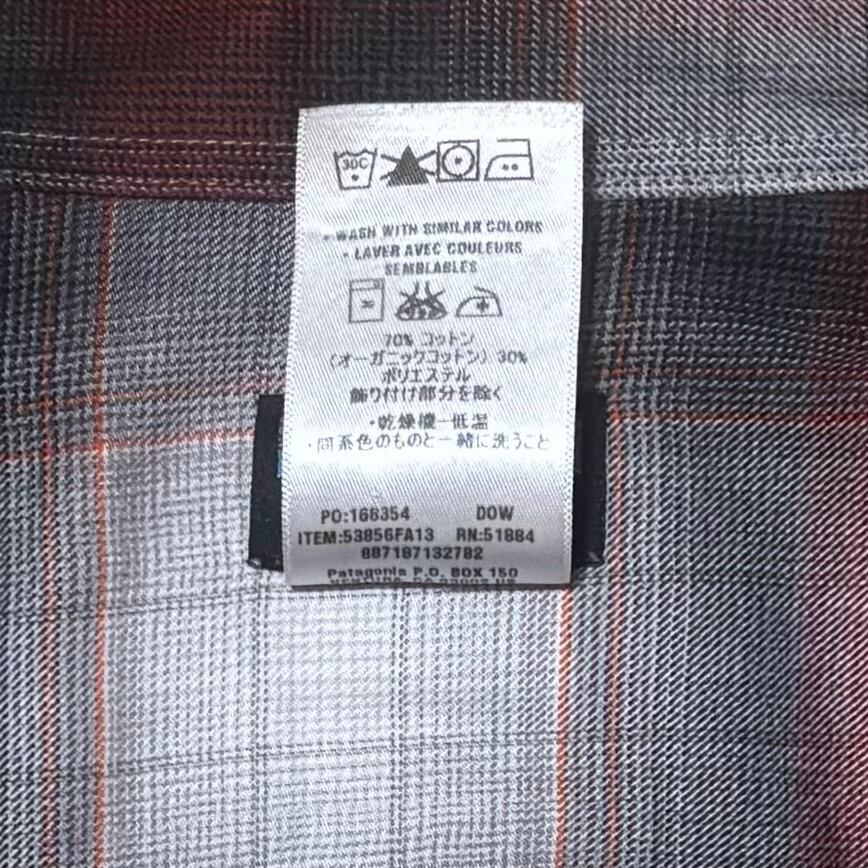 30C
• WASH WITH SIMILAR COLORS
• LAVER AVEC COULEURS
SEMBLABLES
70% コットン
(オーガニックコットン) 30%
ポリエステル
飾り付け部分を除く
・乾燥機ー低温
・同系色のものと一緒に洗うこと
PO:168354 DOW
ITEM:53856FA13 RN:51884
887187132782
Patagonia P.O. BOX 150